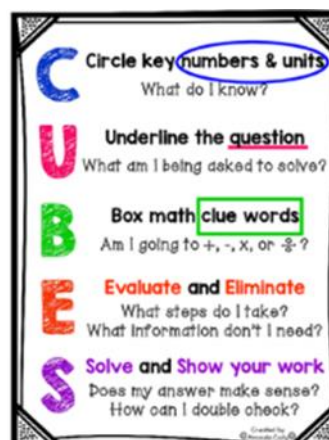 C
Circle key numbers & units
What do I know?
U
Underline the question
What am I being asked to solve?
B
Box math clue words
Am I going to +, -, x, or ÷?
E
Evaluate and Eliminate
What steps do I take?
What information don't I need?
S
Solve and Show your work
Does my answer make sense?
How can I double check?
Created by